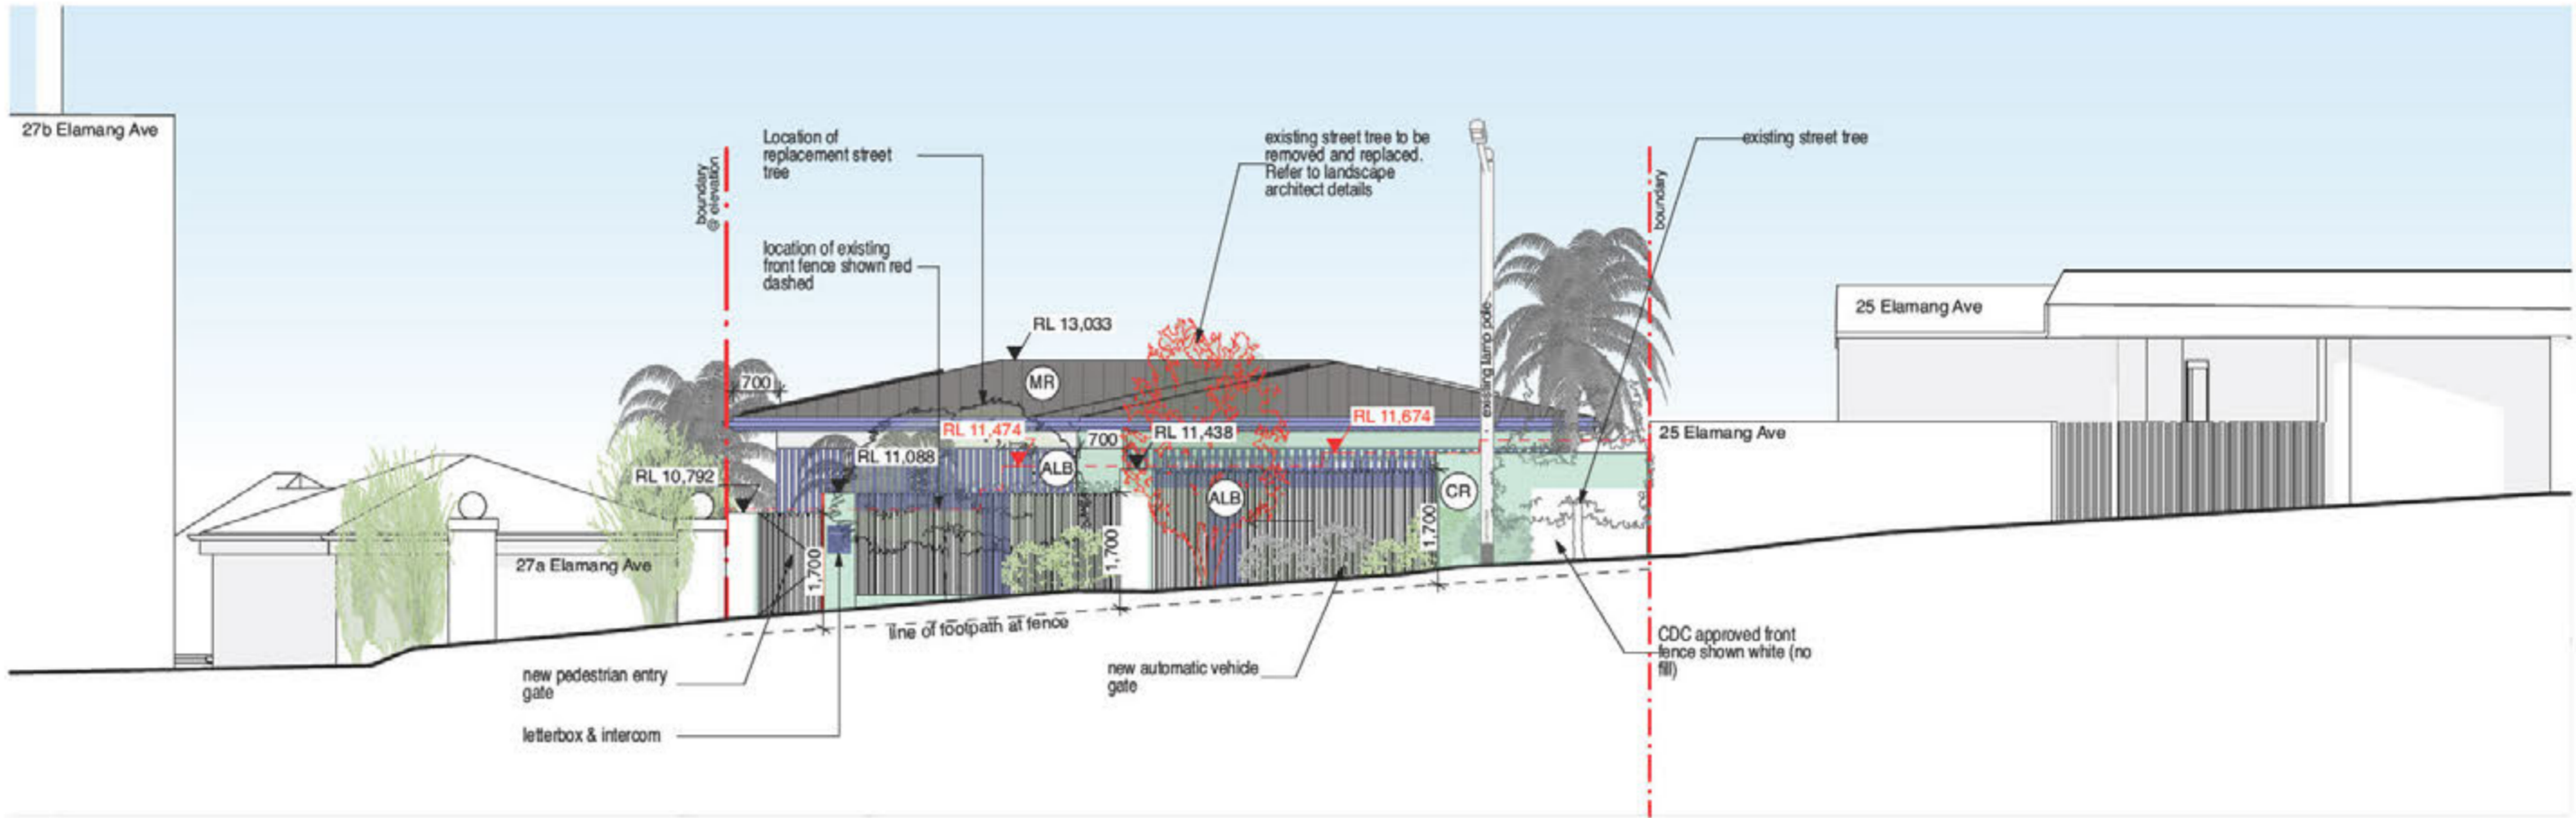 27b Elamang Ave
boundary
@ elevation
Location of
replacement street
tree
existing street tree to be
removed and replaced.
Refer to landscape
architect details
existing street tree
boundary
location of existing
front fence shown red
dashed
existing lamp pole
25 Elamang Ave
RL 13,033
700
MR
RL 11,674
RL 11,474
700
RL 11,438
25 Elamang Ave
RL 11,088
RL 10,792
ALB
ALB
CR
27a Elamang Ave
1,700
1,700
1,700
line of footpath at fence
new pedestrian entry
gate
new automatic vehicle
gate
CDC approved front
fence shown white (no
fill)
letterbox & intercom